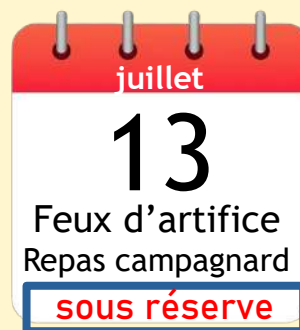 juillet
13
Feux d’artifice
Repas campagnard
sous réserve